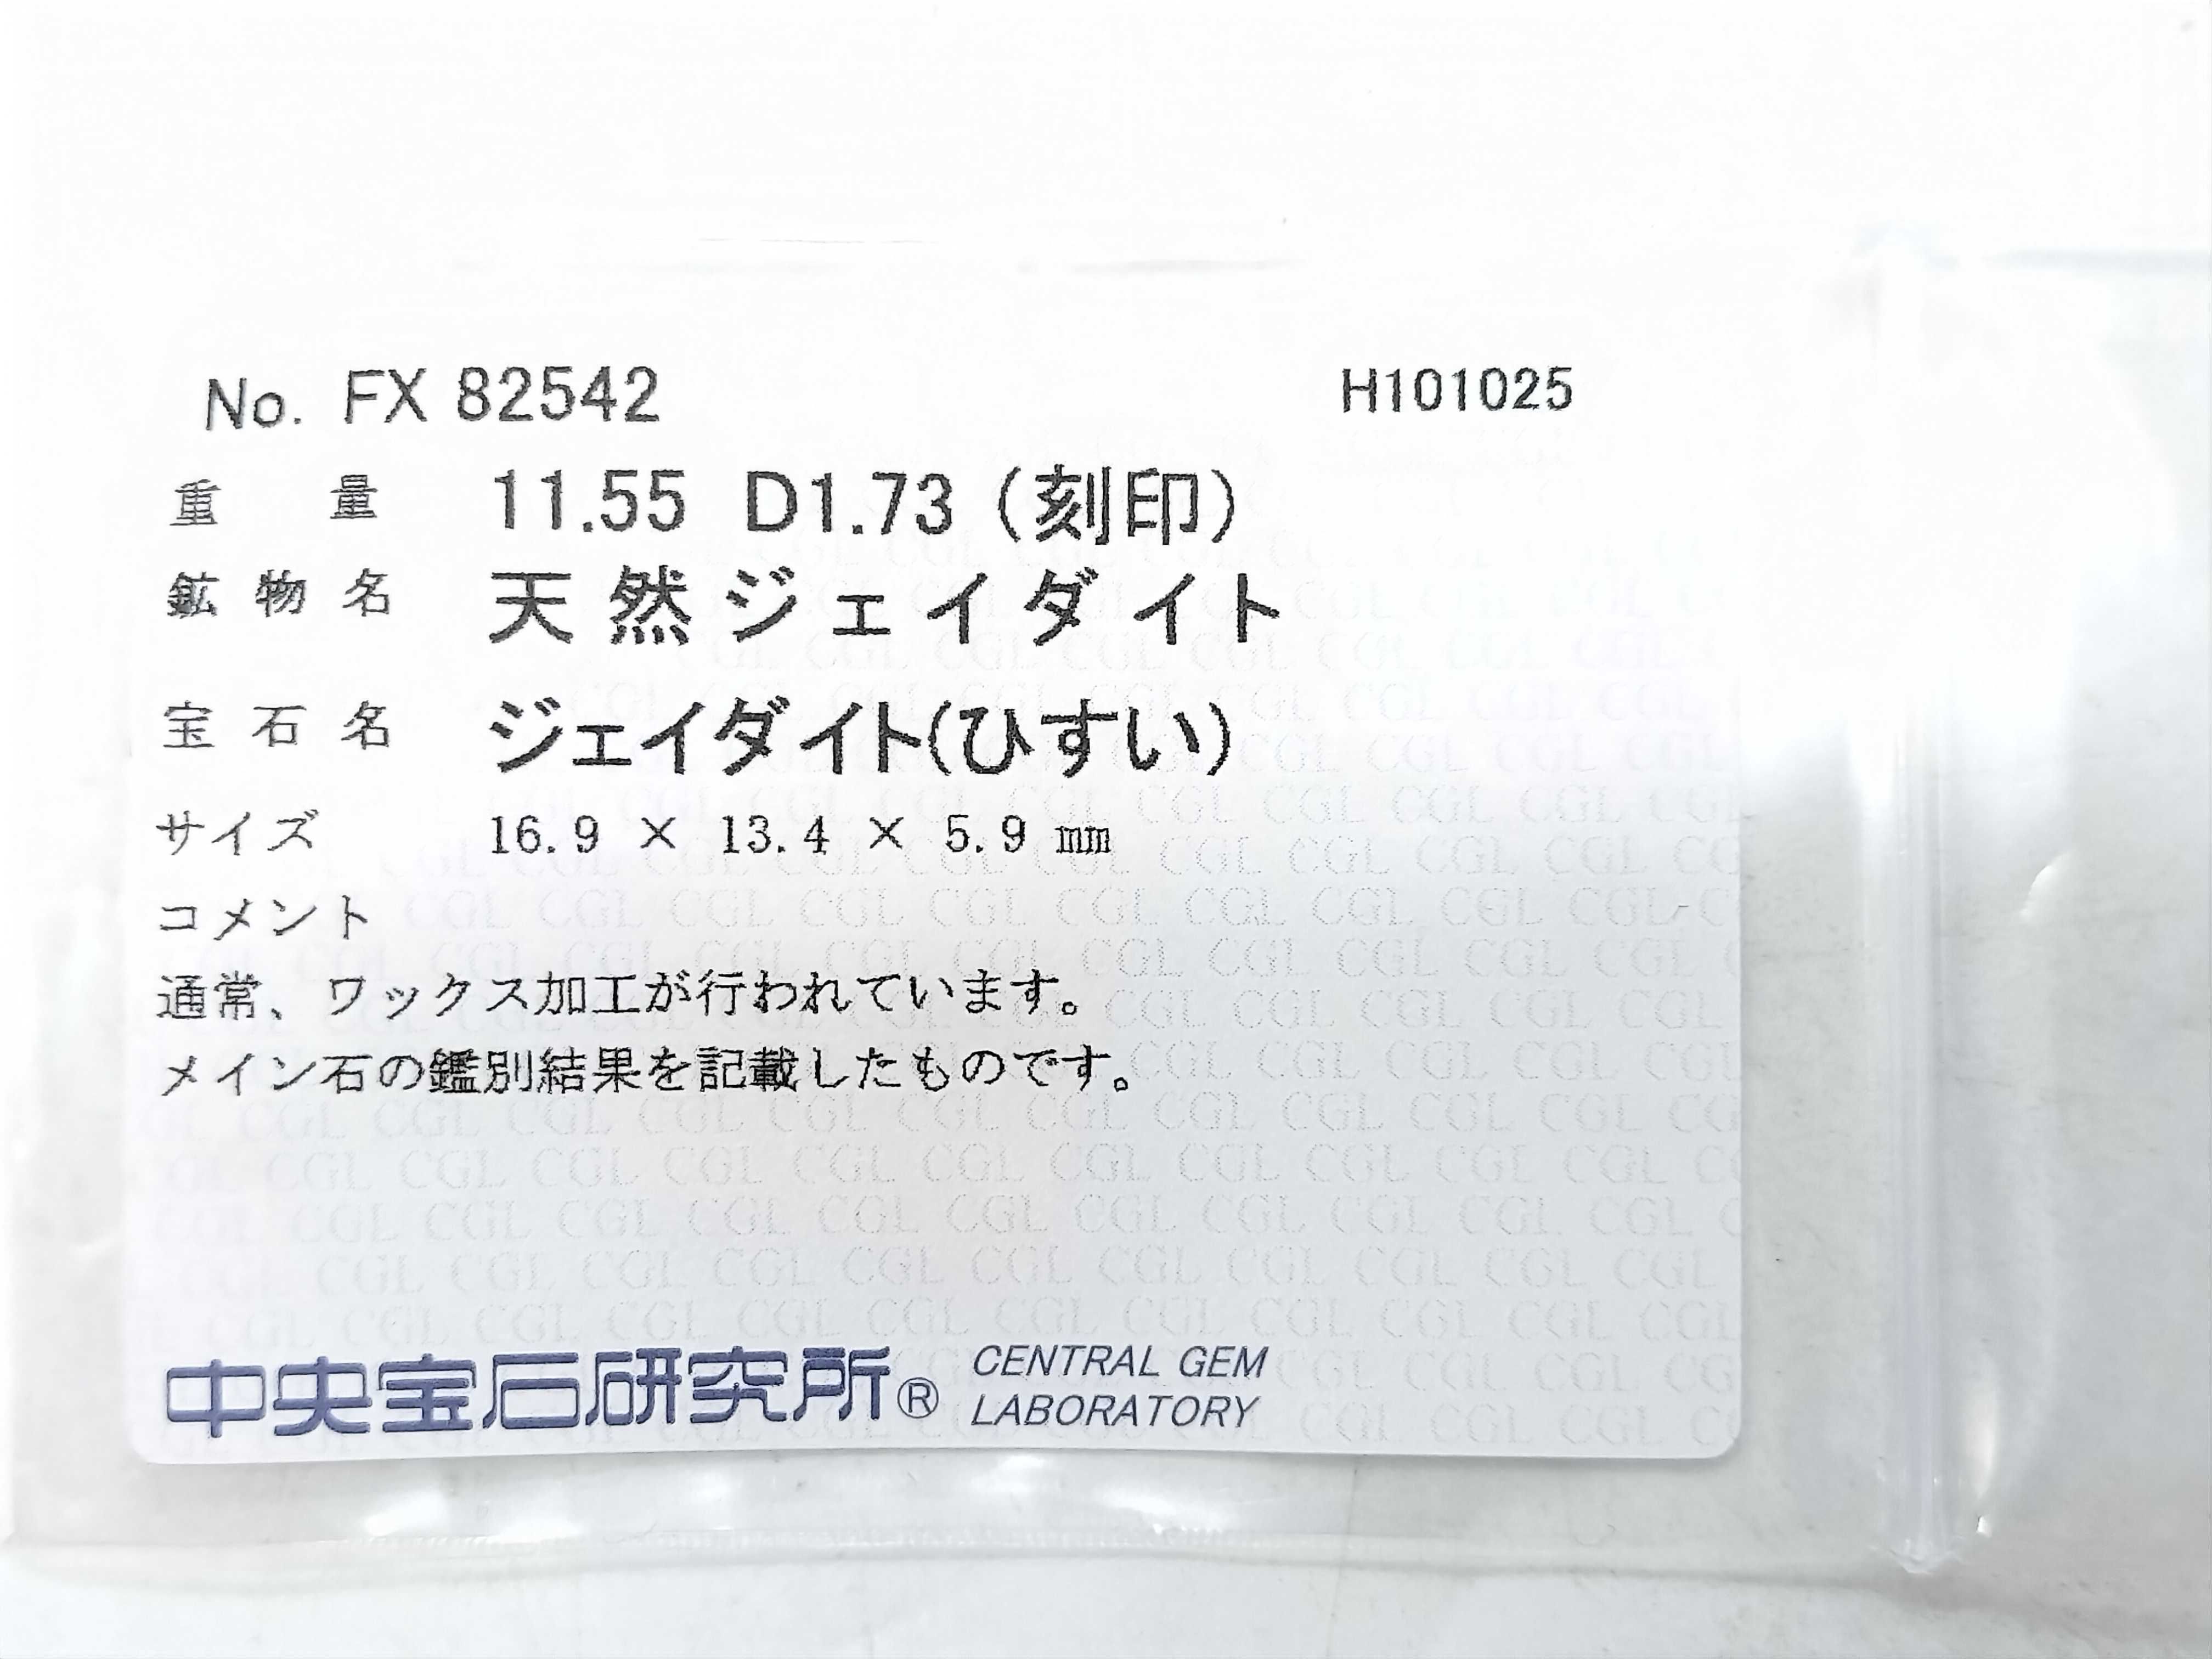 No. FX 82542 H101025
重量 11.55 D1.73 (刻印)
鉱物名 天然ジェイダイト
宝石名 ジェイダイト(ひすい)
サイズ 16.9 × 13.4 × 5.9 mm
コメント
通常、ワックス加工が行われています。
メイン石の鑑別結果を記載したものです。
中央宝石研究所® CENTRAL GEM
LABORATORY